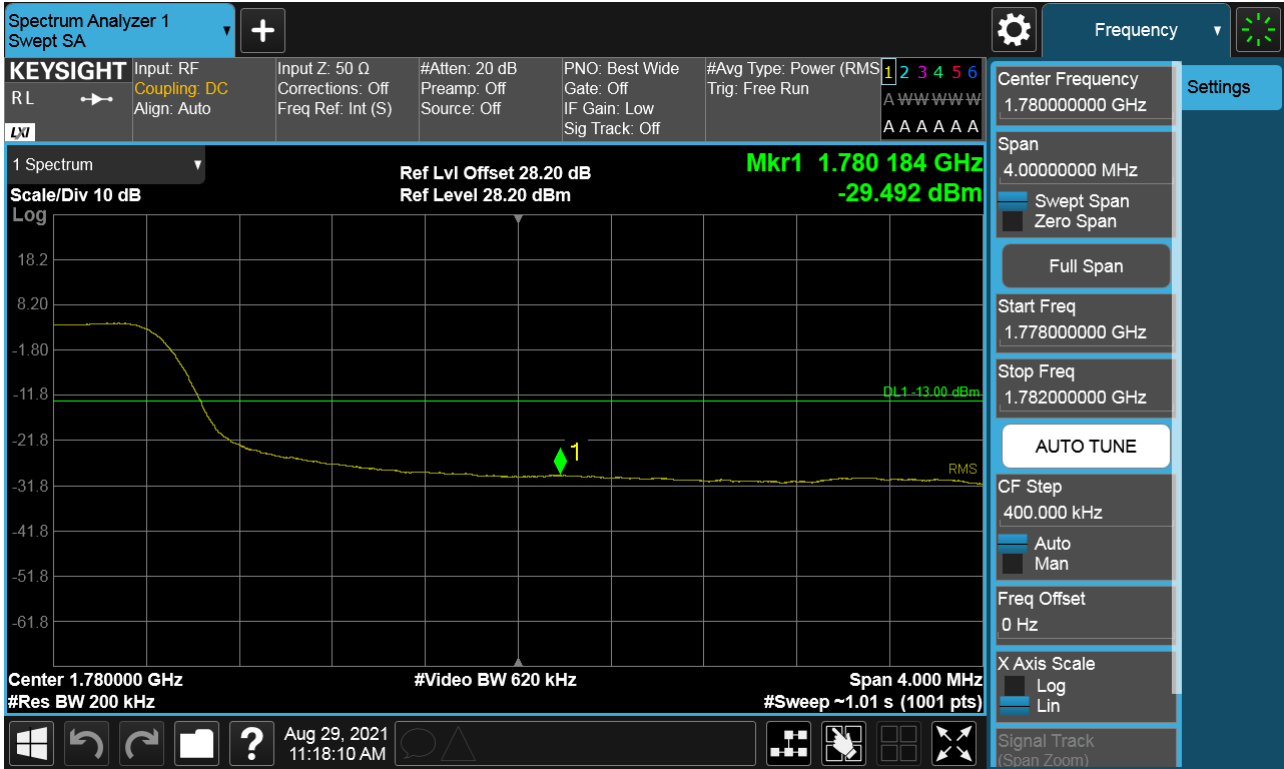 Spectrum Analyzer 1
Swept SA
Frequency
KEYSIGHT
RL
LXI
Input: RF
Coupling: DC
Align: Auto
Input Z: 50 Ω
Corrections: Off
Freq Ref: Int (S)
#Atten: 20 dB
Preamp: Off
Source: Off
PNO: Best Wide
Gate: Off
IF Gain: Low
Sig Track: Off
#Avg Type: Power (RMS
Trig: Free Run
1 2 3 4 5 6
A W W W W W
A A A A A A
1 Spectrum
Scale/Div 10 dB
Log
Ref Lvl Offset 28.20 dB
Ref Level 28.20 dBm
Mkr1 1.780 184 GHz
-29.492 dBm
18.2
8.20
-1.80
-11.8
-21.8
-31.8
-41.8
-51.8
-61.8
DL1 -13.00 dBm
1
RMS
Center 1.780000 GHz
#Video BW 620 kHz
Span 4.000 MHz
#Res BW 200 kHz
#Sweep ~1.01 s (1001 pts)
Aug 29, 2021
11:18:10 AM
?
Center Frequency
1.780000000 GHz
Span
4.00000000 MHz
Swept Span
Zero Span
Full Span
Start Freq
1.778000000 GHz
Stop Freq
1.782000000 GHz
AUTO TUNE
CF Step
400.000 kHz
Auto
Man
Freq Offset
0 Hz
X Axis Scale
Log
Lin
Signal Track
(Span Zoom)
Settings